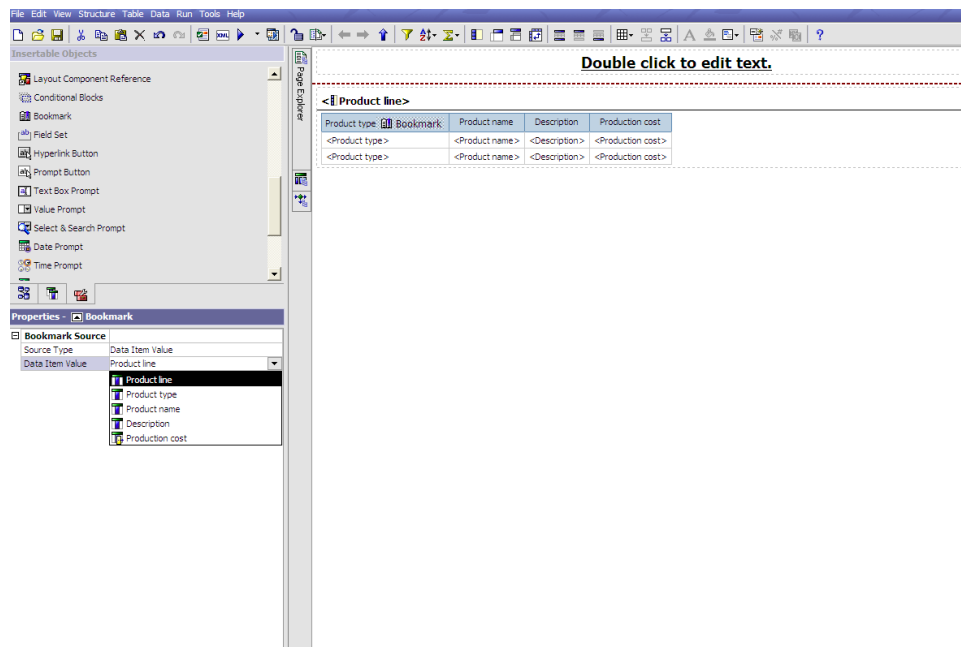 File Edit View Structure Table Data Run Tools Help
Insertable Objects
Layout Component Reference
Conditional Blocks
Bookmark
Field Set
Hyperlink Button
Prompt Button
Text Box Prompt
Value Prompt
Select & Search Prompt
Date Prompt
Time Prompt
Properties - Bookmark
Bookmark Source
Source Type Data Item Value
Data Item Value Product line
Product line
Product type
Product name
Description
Production cost
Page Explorer
Double click to edit text.
<Product line>
Product type Bookmark Product name Description Production cost
<Product type> <Product name> <Description> <Production cost>
<Product type> <Product name> <Description> <Production cost>